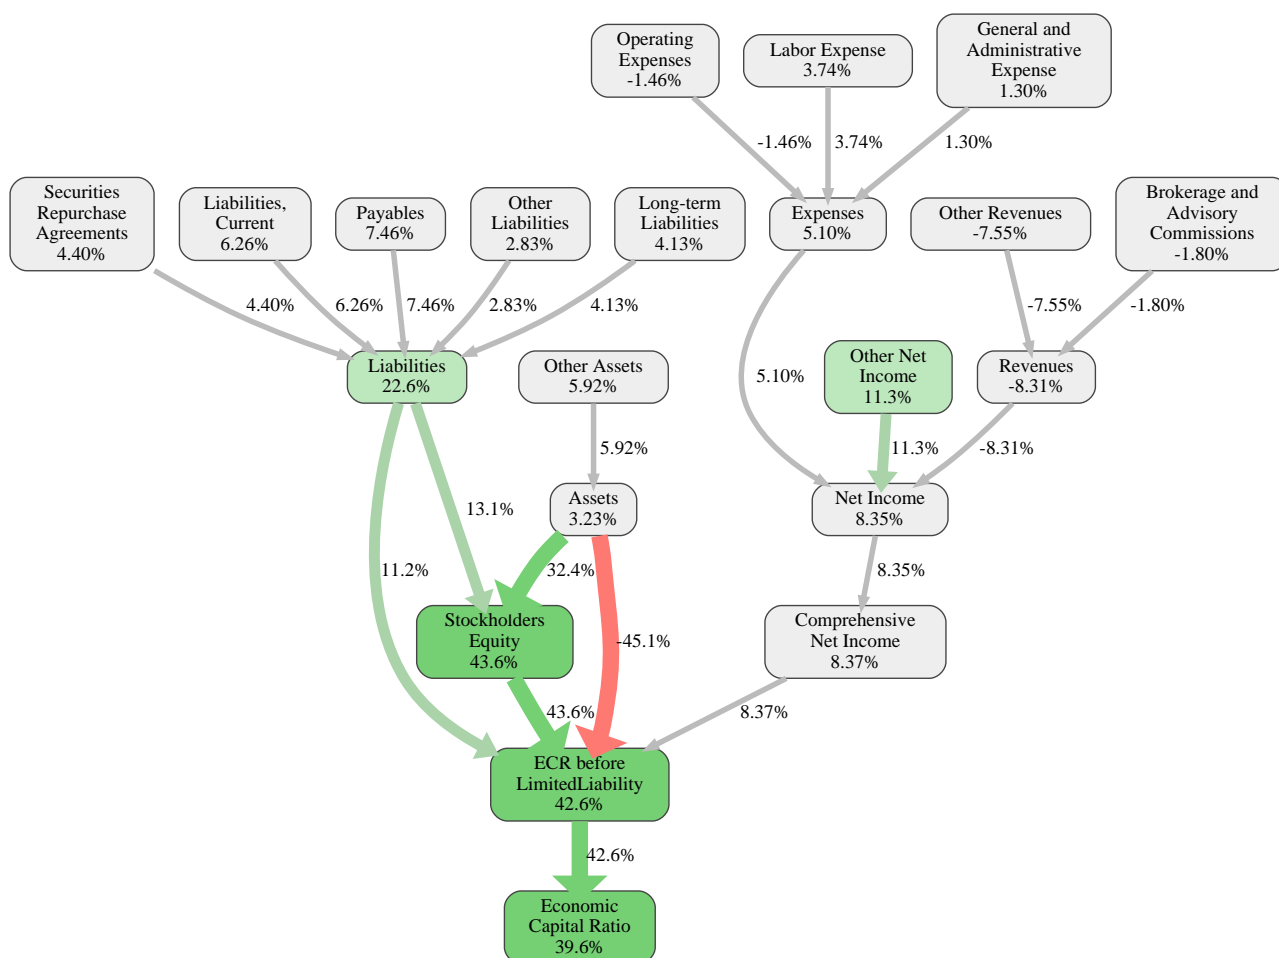 Operating
Expenses
-1.46%
Labor Expense
3.74%
General and
Administrative
Expense
1.30%
-1.46%
3.74%
1.30%
Securities
Repurchase
Agreements
4.40%
Liabilities,
Current
6.26%
Payables
7.46%
Other
Liabilities
2.83%
Long-term
Liabilities
4.13%
Expenses
5.10%
Other Revenues
-7.55%
Brokerage and
Advisory
Commissions
-1.80%
4.40%
6.26%
7.46%
2.83%
4.13%
-7.55%
-1.80%
Liabilities
22.6%
Other Assets
5.92%
5.10%
Other Net
Income
11.3%
Revenues
-8.31%
5.92%
11.3%
-8.31%
Assets
3.23%
Net Income
8.35%
13.1%
11.2%
32.4%
-45.1%
8.35%
Stockholders
Equity
43.6%
Comprehensive
Net Income
8.37%
43.6%
8.37%
ECR before
LimitedLiability
42.6%
42.6%
Economic
Capital Ratio
39.6%